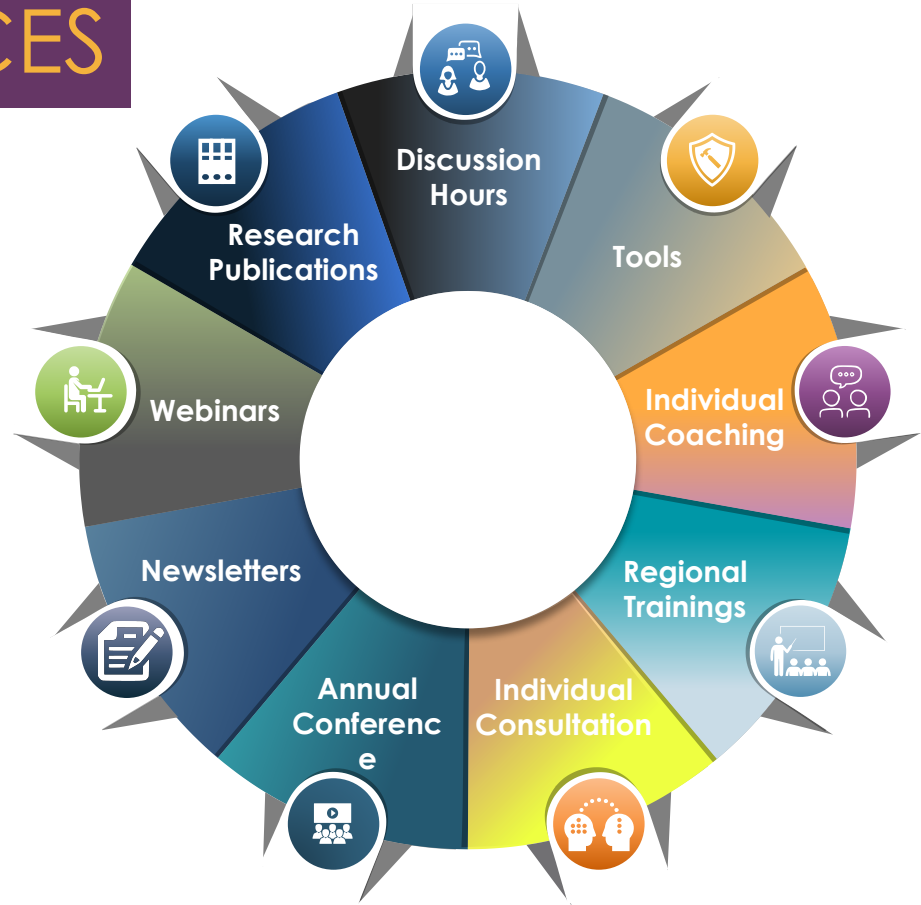 CES
Discussion
Hours
Tools
Individual
Coaching
Regional
Trainings
Individual
Consultation
Annual
Conferenc
e
Newsletters
Webinars
Research
Publications